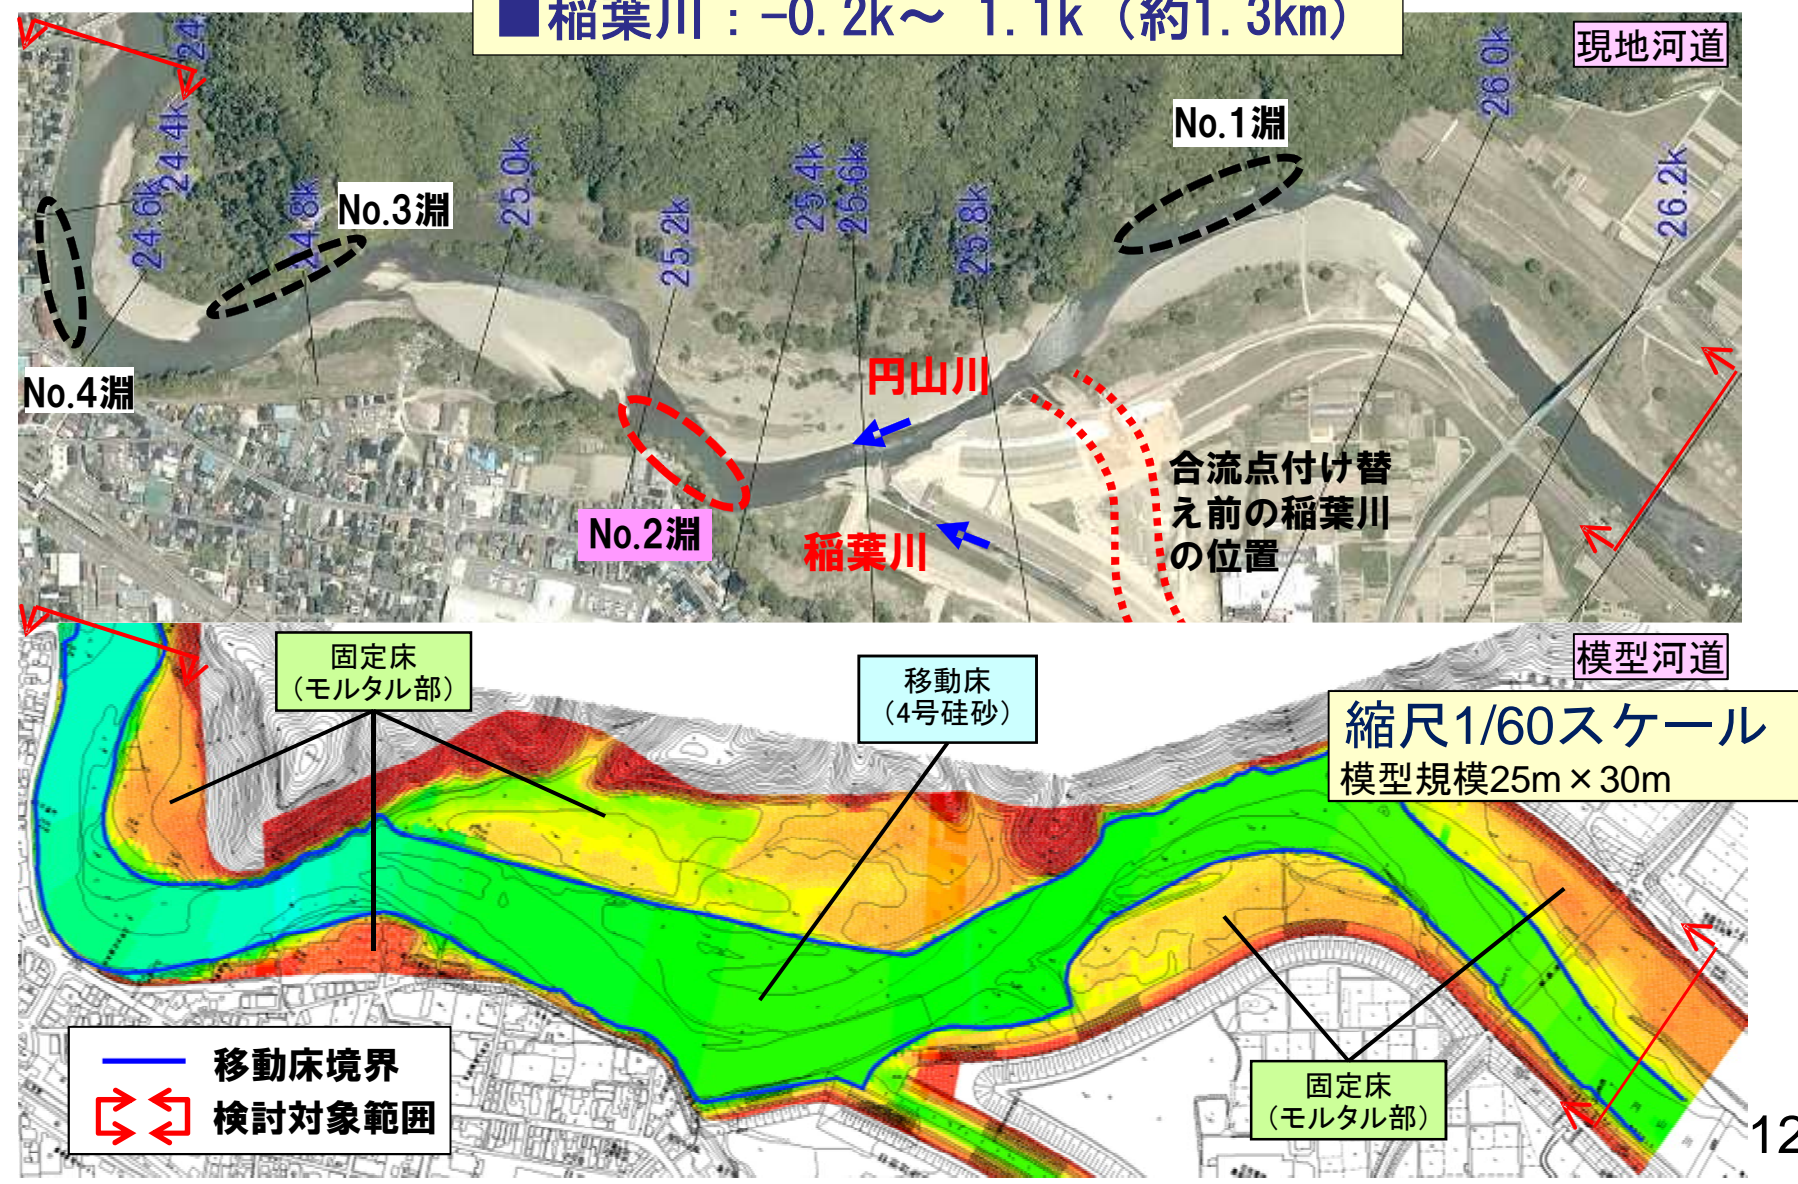 ■稲葉川：-0.2k～ 1.1k（約1.3km）
現地河道
24
24.4k
24.6k
24.8k
25.0k
25.2k
25.4k
25.6k
25.8k
26.0k
26.2k
No.1淵
No.3淵
No.4淵
円山川
No.2淵
稲葉川
合流点付け替
え前の稲葉川
の位置
模型河道
固定床
（モルタル部）
移動床
（4号硅砂）
縮尺1/60スケール
模型規模25m×30m
移動床境界
検討対象範囲
固定床
（モルタル部）
12